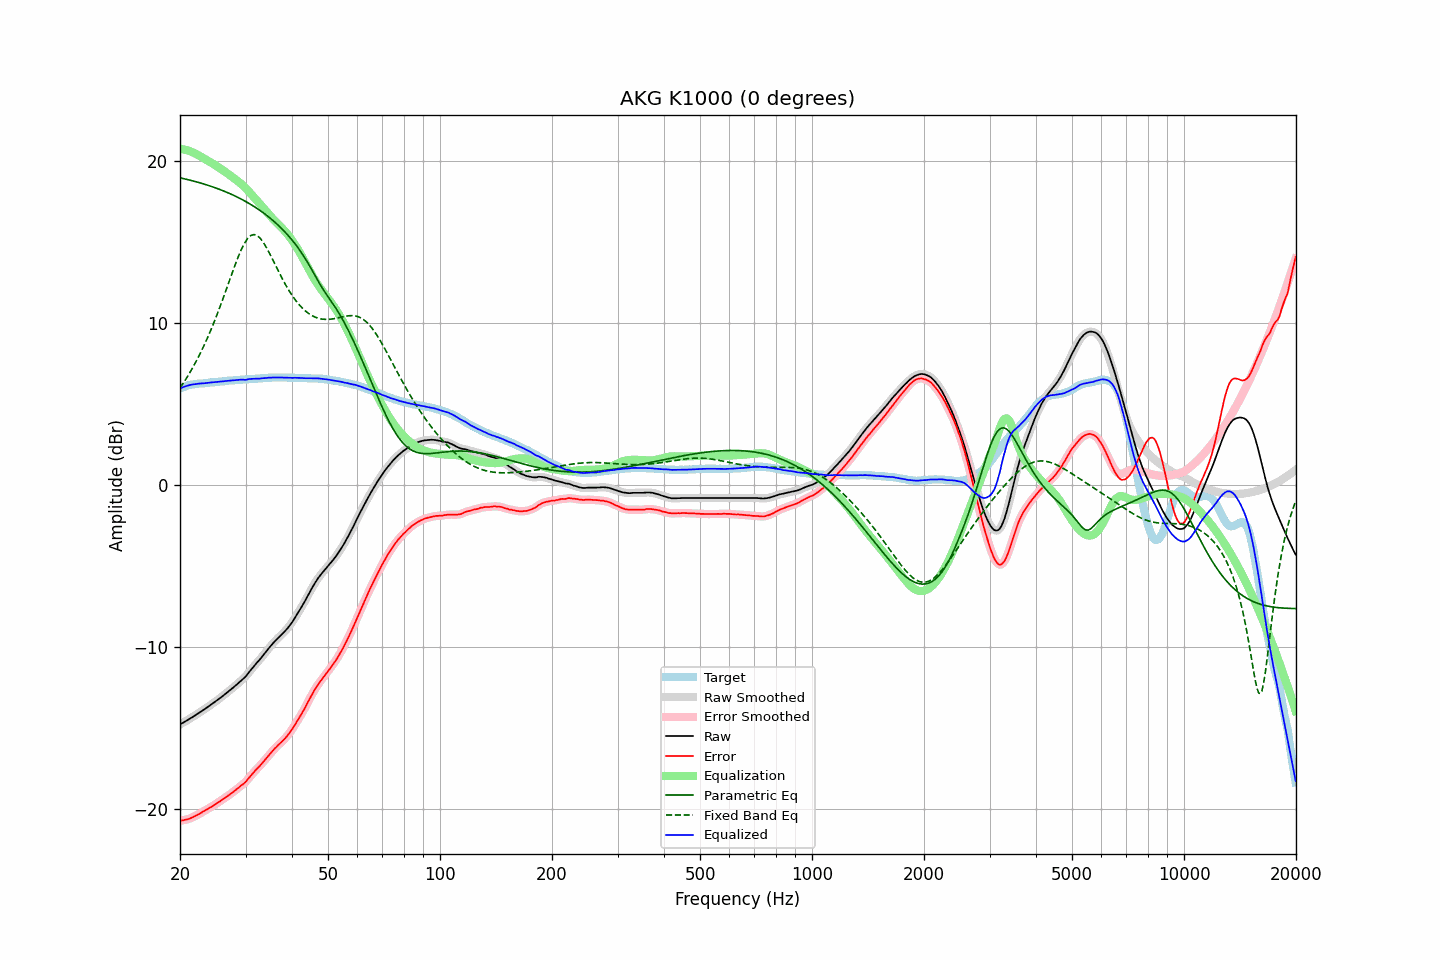 AKG K1000 (0 degrees)
Amplitude (dBr)
20
10
0
−10
−20
Target
Raw Smoothed
Error Smoothed
Raw
Error
Equalization
Parametric Eq
Fixed Band Eq
Equalized
20 50 100 200 500 1000 2000 5000 10000 20000
Frequency (Hz)